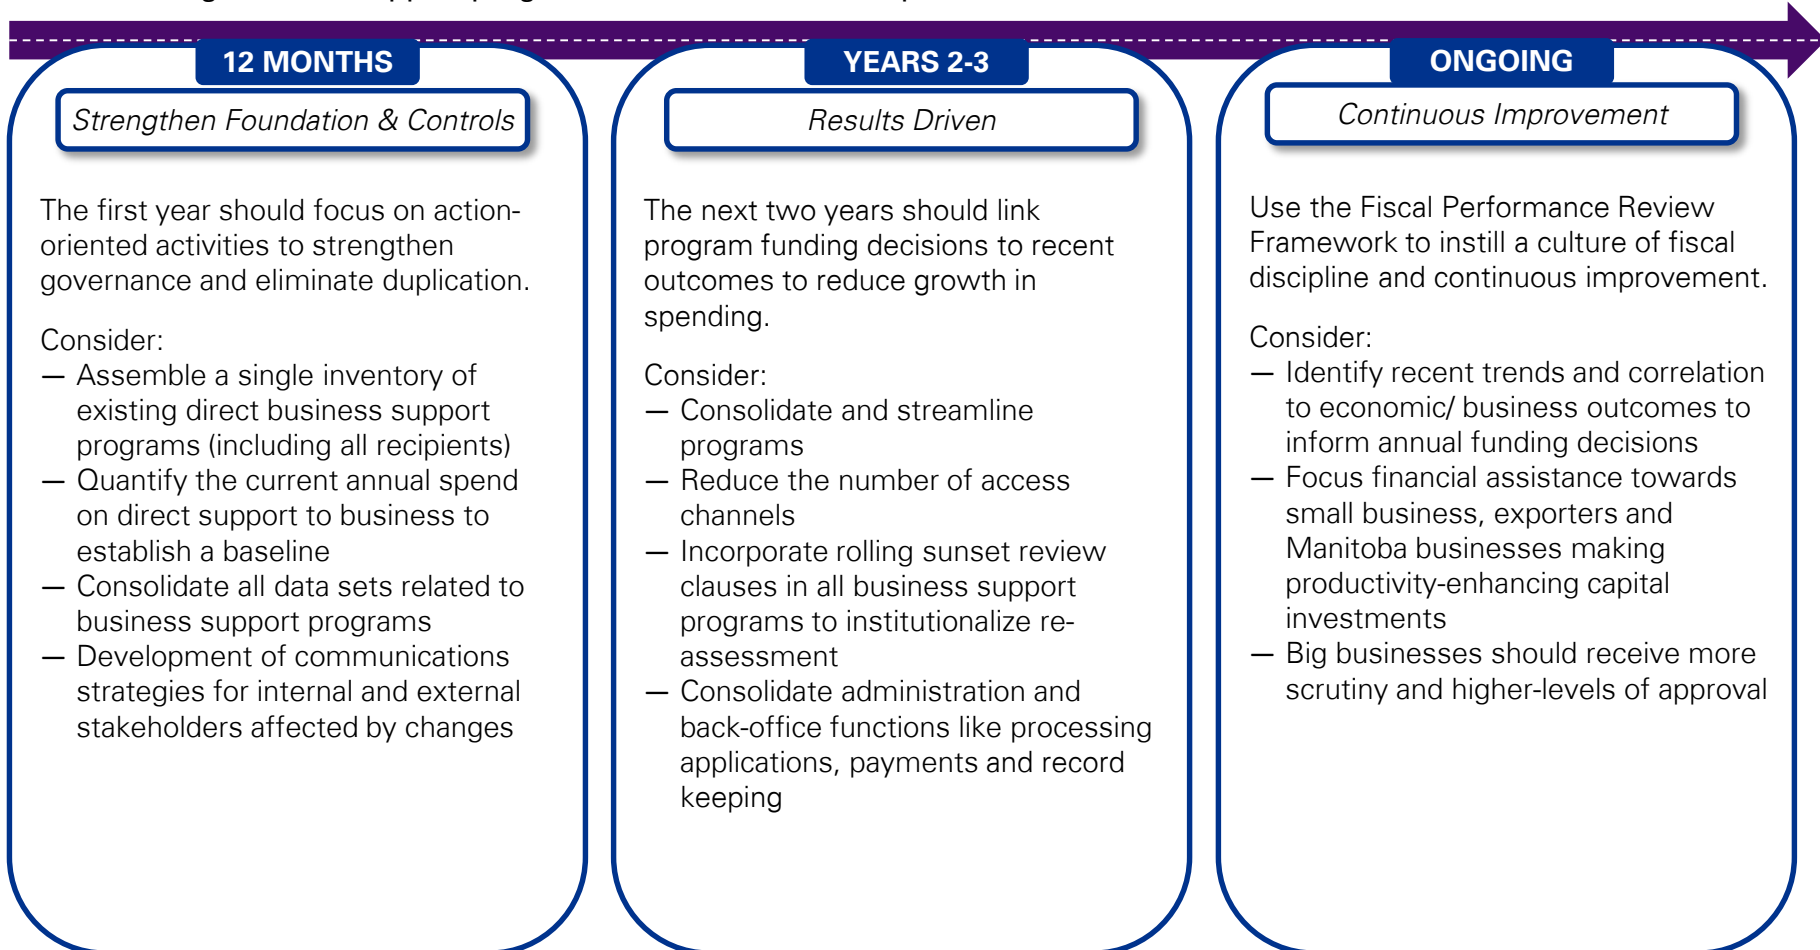 12 MONTHS
Strengthen Foundation & Controls
The first year should focus on action-
oriented activities to strengthen
governance and eliminate duplication.
Consider:
— Assemble a single inventory of
existing direct business support
programs (including all recipients)
— Quantify the current annual spend
on direct support to business to
establish a baseline
— Consolidate all data sets related to
business support programs
— Development of communications
strategies for internal and external
stakeholders affected by changes
YEARS 2-3
Results Driven
The next two years should link
program funding decisions to recent
outcomes to reduce growth in
spending.
Consider:
— Consolidate and streamline
programs
— Reduce the number of access
channels
— Incorporate rolling sunset review
clauses in all business support
programs to institutionalize re-
assessment
— Consolidate administration and
back-office functions like processing
applications, payments and record
keeping
ONGOING
Continuous Improvement
Use the Fiscal Performance Review
Framework to instill a culture of fiscal
discipline and continuous improvement.
Consider:
— Identify recent trends and correlation
to economic/ business outcomes to
inform annual funding decisions
— Focus financial assistance towards
small business, exporters and
Manitoba businesses making
productivity-enhancing capital
investments
— Big businesses should receive more
scrutiny and higher-levels of approval